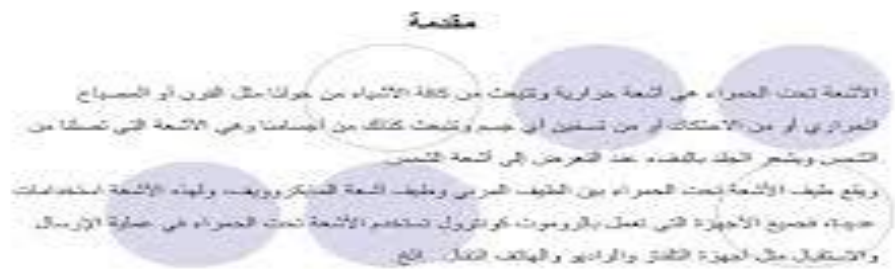 مقدمة
الأشعة تحت الحمراء هي أشعة حرارية وتنبعث من كافة الأشياء من حولنا مثل الفرن أو المصباح
الحراري أو من الاحتكاك أو من تسخين أي جسم وتنبعث كذلك من أجسامنا وهي الأشعة التي تصلنا من
الشمس ويشعر الجلد بالدفء عند التعرض إلى أشعة الشمس
ويقع طيف الأشعة تحت الحمراء بين الطيف المرئي وطيف أشعة الميكروويف، ولهذه الأشعة استخدامات
عديدة، فجميع الأجهزة التي تعمل بالريموت كونترول تستخدم الأشعة تحت الحمراء في عملية الإرسال
والاستقبال مثل أجهزة التلفاز والراديو والهاتف النقال... الخ